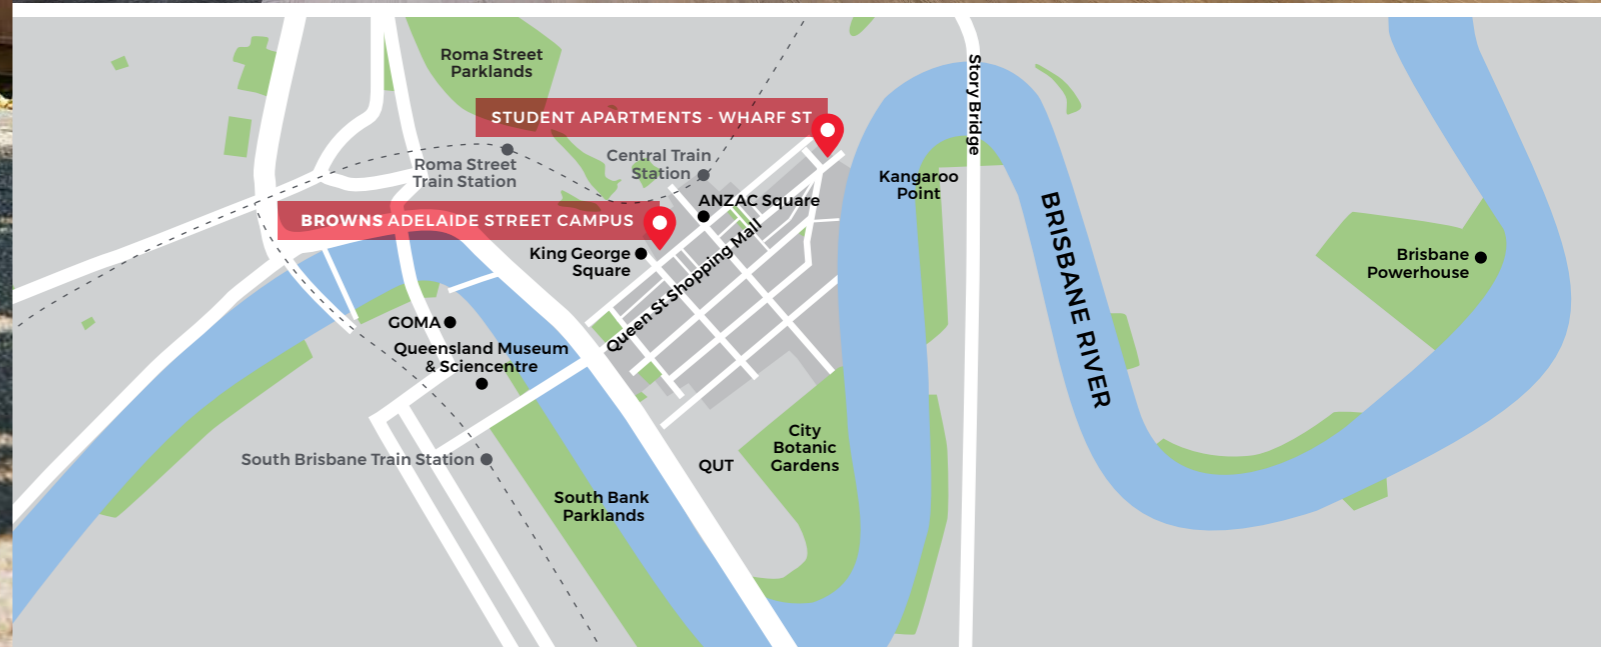 Roma Street
Parklands
STUDENT APARTMENTS - WHARF ST
Story Bridge
Roma Street
Train Station
Central Train
Station
Kangaroo
Point
ANZAC Square
BROWNS ADELAIDE STREET CAMPUS
King George
Square
Queen St Shopping Mall
BRISBANE RIVER
Brisbane
Powerhouse
GOMA
Queensland Museum
& Sciencentre
City
Botanic
Gardens
QUT
South Brisbane Train Station
South Bank
Parklands